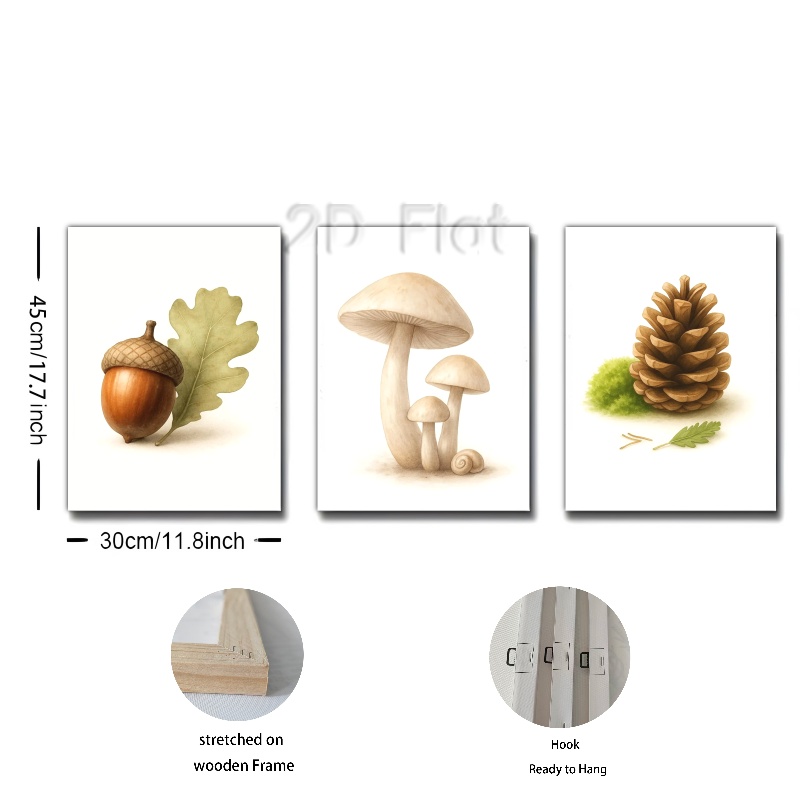 2D Flat
45cm/17.7inch
30cm/11.8inch
stretched on
wooden Frame
Hook
Ready to Hang